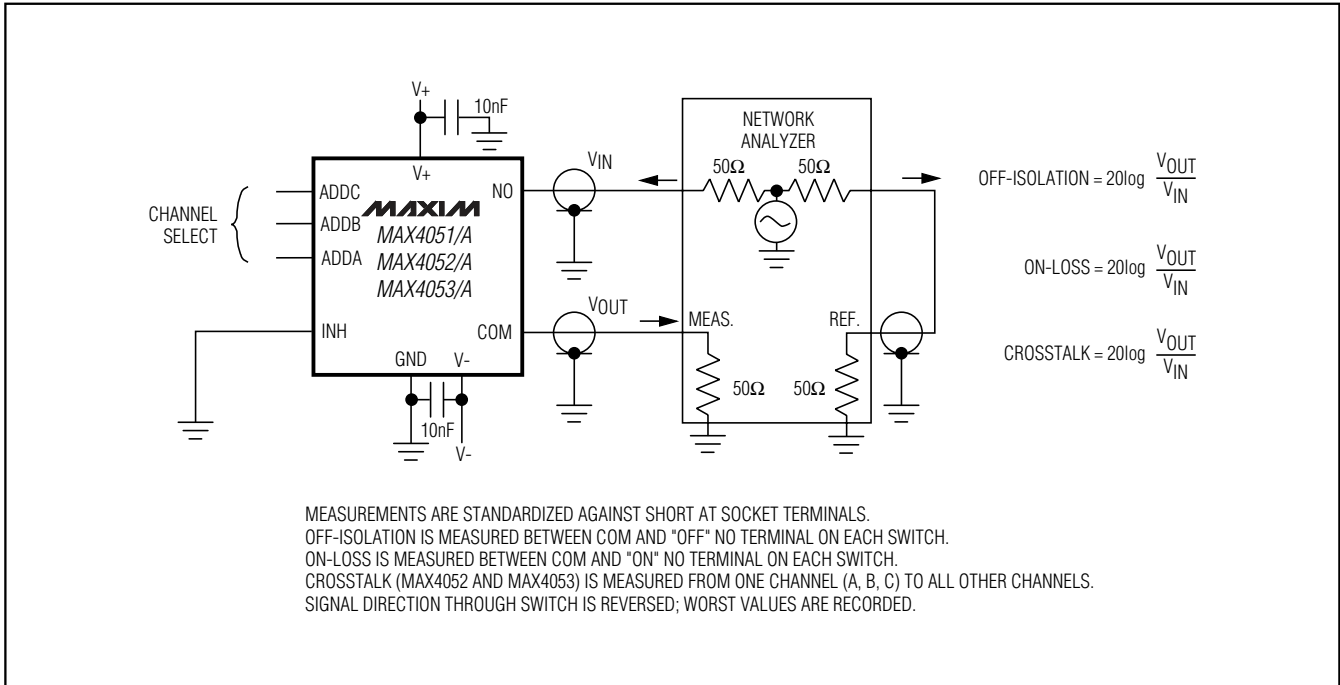 V+
10nF
V+
ADDC
ADDB
ADDA
CHANNEL
SELECT
NO
MAXIM
MAX4051/A
MAX4052/A
MAX4053/A
INH
COM
GND
V-
10nF
V-
VIN
VOUT
NETWORK
ANALYZER
50Ω
50Ω
MEAS.
REF.
50Ω
50Ω
OFF-ISOLATION = 20log VOUT
VIN
ON-LOSS = 20log VOUT
VIN
CROSSTALK = 20log VOUT
VIN
MEASUREMENTS ARE STANDARDIZED AGAINST SHORT AT SOCKET TERMINALS.
OFF-ISOLATION IS MEASURED BETWEEN COM AND "OFF" NO TERMINAL ON EACH SWITCH.
ON-LOSS IS MEASURED BETWEEN COM AND "ON" NO TERMINAL ON EACH SWITCH.
CROSSTALK (MAX4052 AND MAX4053) IS MEASURED FROM ONE CHANNEL (A, B, C) TO ALL OTHER CHANNELS.
SIGNAL DIRECTION THROUGH SWITCH IS REVERSED; WORST VALUES ARE RECORDED.